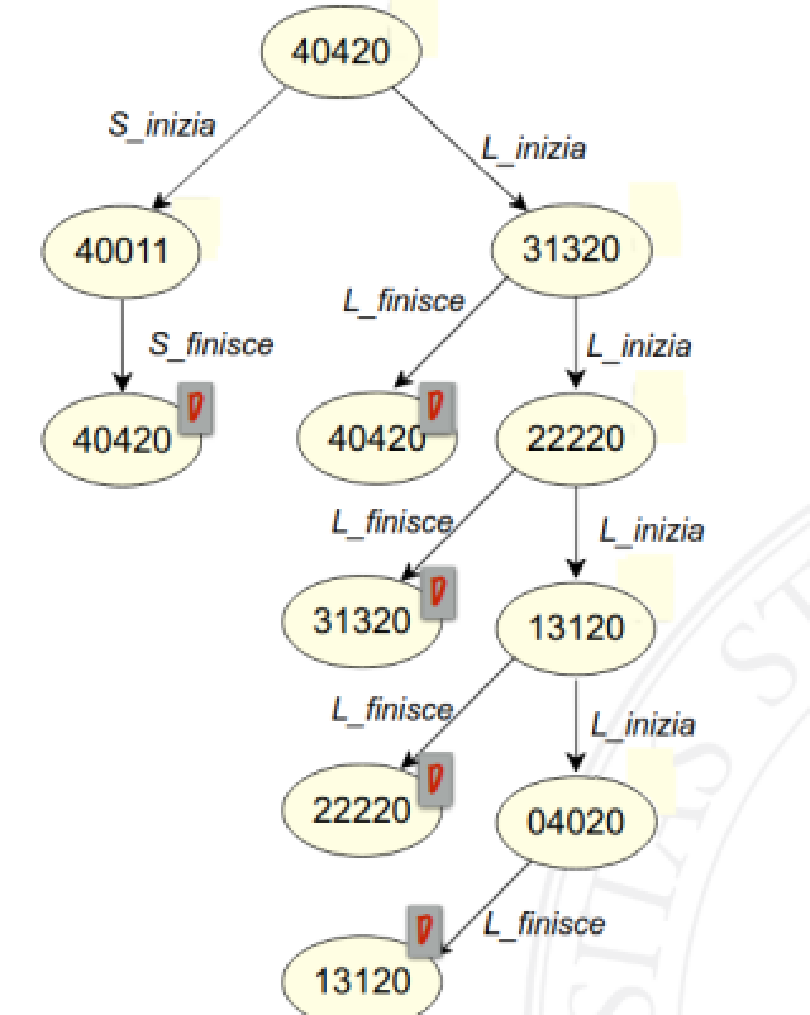 40420
S_inizia
L_inizia
40011
31320
L_finisce
S_finisce
L_inizia
40420
D
40420
D
22220
L_finisce
L_inizia
31320
D
13120
L_finisce
L_inizia
22220
D
04020
D
L_finisce
13120